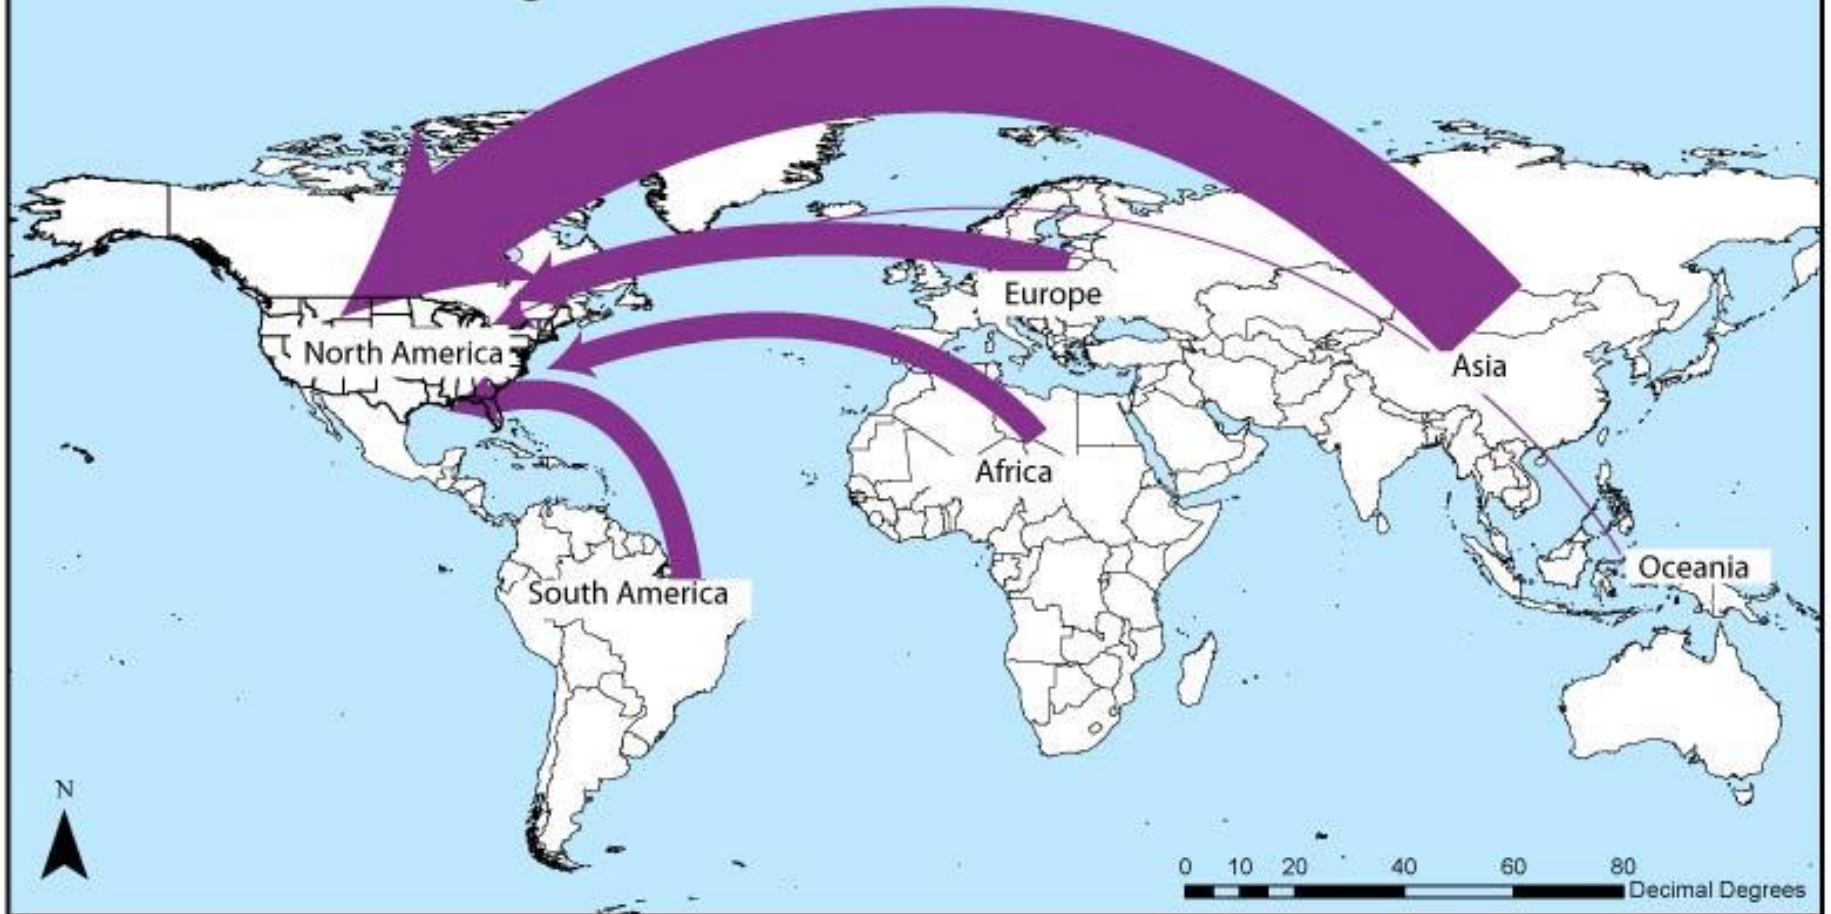 Europe
North America
Asia
Africa
Oceania
South America
N
0 10 20 40 60 80
Decimal Degrees